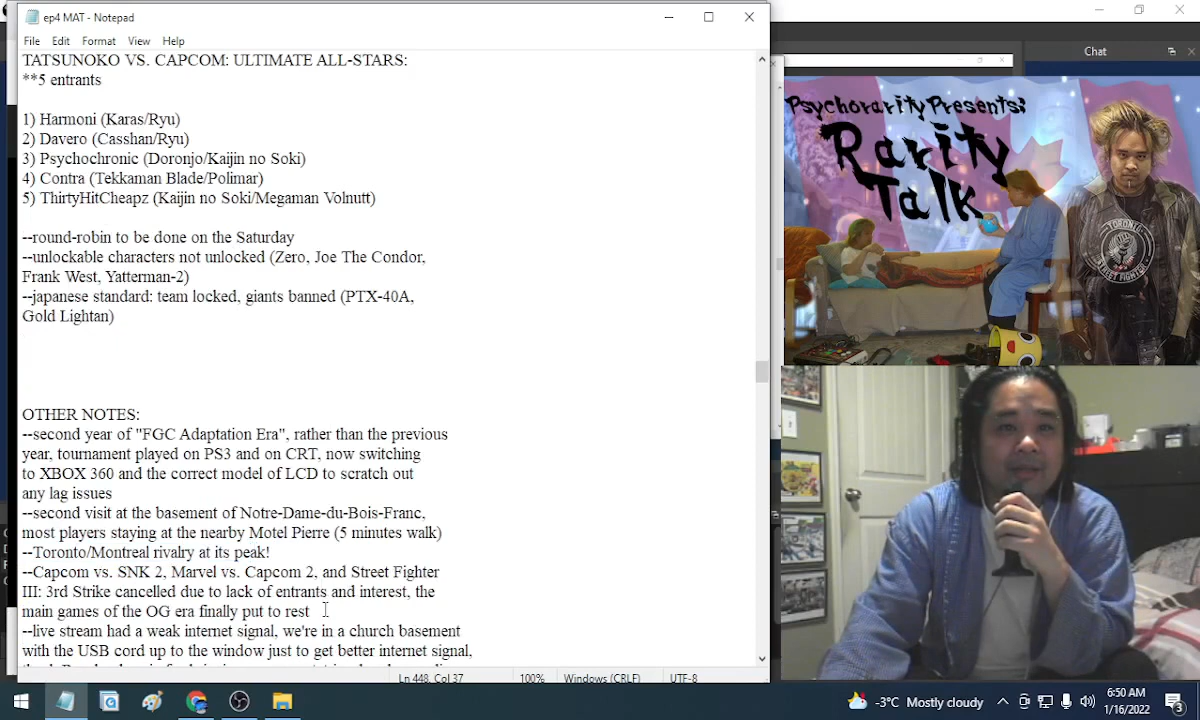 ep4 MAT - Notepad
File Edit Format View Help
TATSUNOKO VS. CAPCOM: ULTIMATE ALL-STARS:
**5 entrants
1) Harmoni (Karas/Ryu)
2) Davero (Casshan/Ryu)
3) Psychochronic (Doronjo/Kaijin no Soki)
4) Contra (Tekkaman Blade/Polimar)
5) ThirtyHitCheapz (Kaijin no Soki/Megaman Volnutt)
--round-robin to be done on the Saturday
--unlockable characters not unlocked (Zero, Joe The Condor,
Frank West, Yatterman-2)
--japanese standard: team locked, giants banned (PTX-40A,
Gold Lightan)
OTHER NOTES:
--second year of "FGC Adaptation Era", rather than the previous
year, tournament played on PS3 and on CRT, now switching
to XBOX 360 and the correct model of LCD to scratch out
any lag issues
--second visit at the basement of Notre-Dame-du-Bois-Franc,
most players staying at the nearby Motel Pierre (5 minutes walk)
--Toronto/Montreal rivalry at its peak!
--Capcom vs. SNK 2, Marvel vs. Capcom 2, and Street Fighter
III: 3rd Strike cancelled due to lack of entrants and interest, the
main games of the OG era finally put to rest
--live stream had a weak internet signal, we're in a church basement
with the USB cord up to the window just to get better internet signal,
Ln 448, Col 37 100% Windows (CRLF) UTF-8
Chat
PsychorarityPresents:
Rarity
Talk
TORONTO
STREET FIGHTER
-3°C Mostly cloudy
6:50 AM
1/16/2022
3